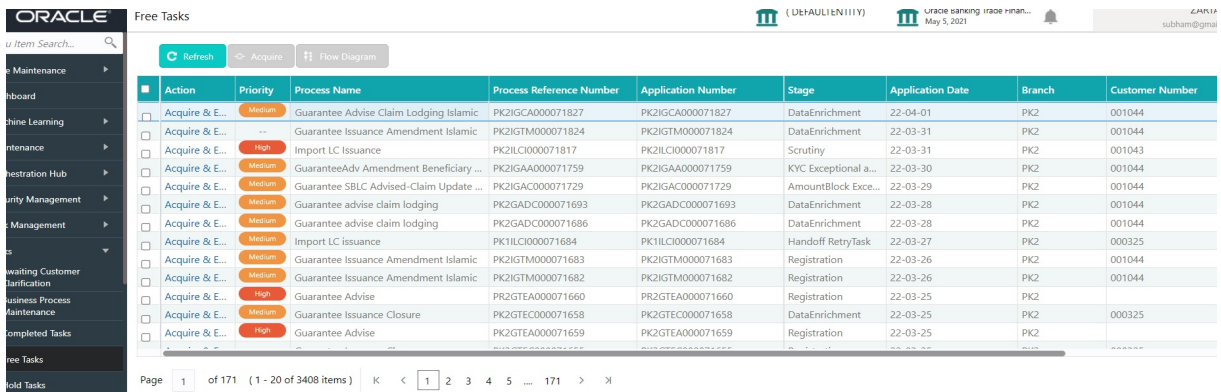 ORACLE
Free Tasks
( DEFAULTENTITY)
Oracle Banking Trade Finan...
May 5, 2021
ZARTA
subham@gmai
u Item Search...
Refresh
Acquire
Flow Diagram
e Maintenance
hboard
chine Learning
ntenance
hestration Hub
urity Management
Management
ks
waiting Customer
Clarification
usiness Process
Maintenance
Completed Tasks
ree Tasks
Hold Tasks
Action Priority Process Name Process Reference Number Application Number Stage Application Date Branch Customer Number
Acquire & E... Medium Guarantee Advise Claim Lodging Islamic PK2IGCA000071827 PK2IGCA000071827 DataEnrichment 22-04-01 PK2 001044
Acquire & E... -- Guarantee Issuance Amendment Islamic PK2IGTM000071824 PK2IGTM000071824 DataEnrichment 22-03-31 PK2 001044
Acquire & E... High Import LC Issuance PK2ILCI000071817 PK2ILCI000071817 Scrutiny 22-03-31 PK2 001043
Acquire & E... Medium GuaranteeAdv Amendment Beneficiary ... PK2IGAA000071759 PK2IGAA000071759 KYC Exceptional a... 22-03-30 PK2 001044
Acquire & E... Medium Guarantee SBLC Advised-Claim Update ... PK2IGAC000071729 PK2IGAC000071729 AmountBlock Exce... 22-03-29 PK2 001044
Acquire & E... Medium Guarantee advise claim lodging PK2GADC000071693 PK2GADC000071693 DataEnrichment 22-03-28 PK2 001044
Acquire & E... Medium Guarantee advise claim lodging PK2GADC000071686 PK2GADC000071686 DataEnrichment 22-03-28 PK2 001044
Acquire & E... Medium Import LC issuance PK1ILCI000071684 PK1ILCI000071684 Handoff RetryTask 22-03-27 PK2 000325
Acquire & E... Medium Guarantee Issuance Amendment Islamic PK2IGTM000071683 PK2IGTM000071683 Registration 22-03-26 PK2 001044
Acquire & E... Medium Guarantee Issuance Amendment Islamic PK2IGTM000071682 PK2IGTM000071682 Registration 22-03-26 PK2 001044
Acquire & E... High Guarantee Advise PR2GTEA000071660 PR2GTEA000071660 Registration 22-03-25 PK2
Acquire & E... Medium Guarantee Issuance Closure PK2GTEC000071658 PK2GTEC000071658 DataEnrichment 22-03-25 PK2 000325
Acquire & E... High Guarantee Advise PK2GTEA000071659 PK2GTEA000071659 Registration 22-03-25 PK2
Page 1 of 171 ( 1 - 20 of 3408 items ) K < 1 2 3 4 5 ... 171 >